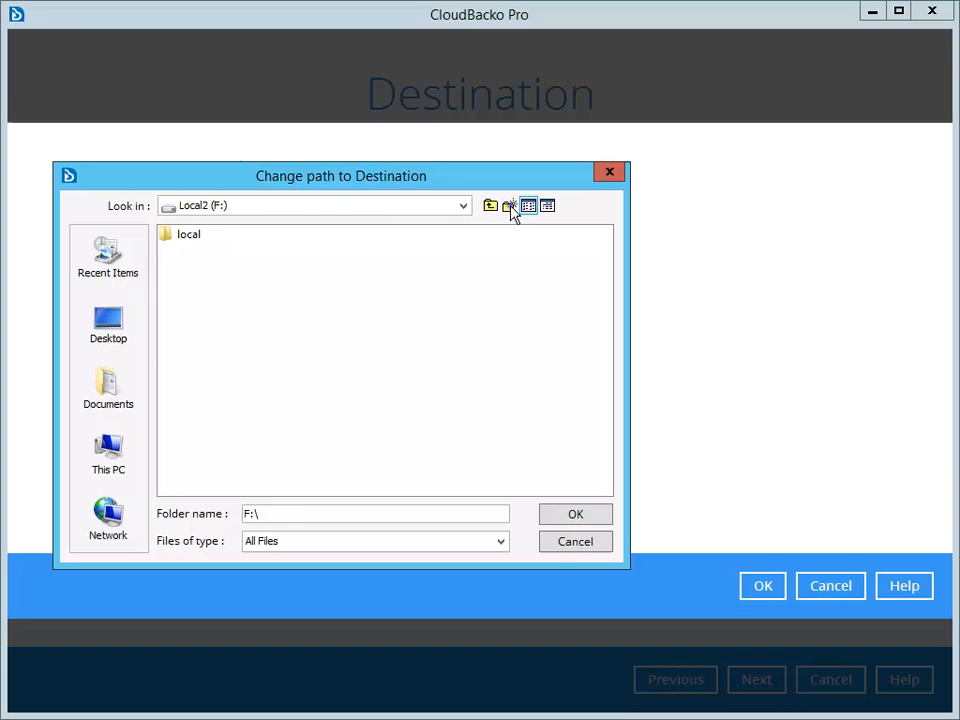 CloudBacko Pro
Destination
Change path to Destination
Look in :
Local2 (F:)
local
Recent Items
Desktop
Documents
This PC
Network
Folder name :
F:\
OK
Files of type :
All Files
Cancel
OK
Cancel
Help
Previous
Next
Cancel
Help